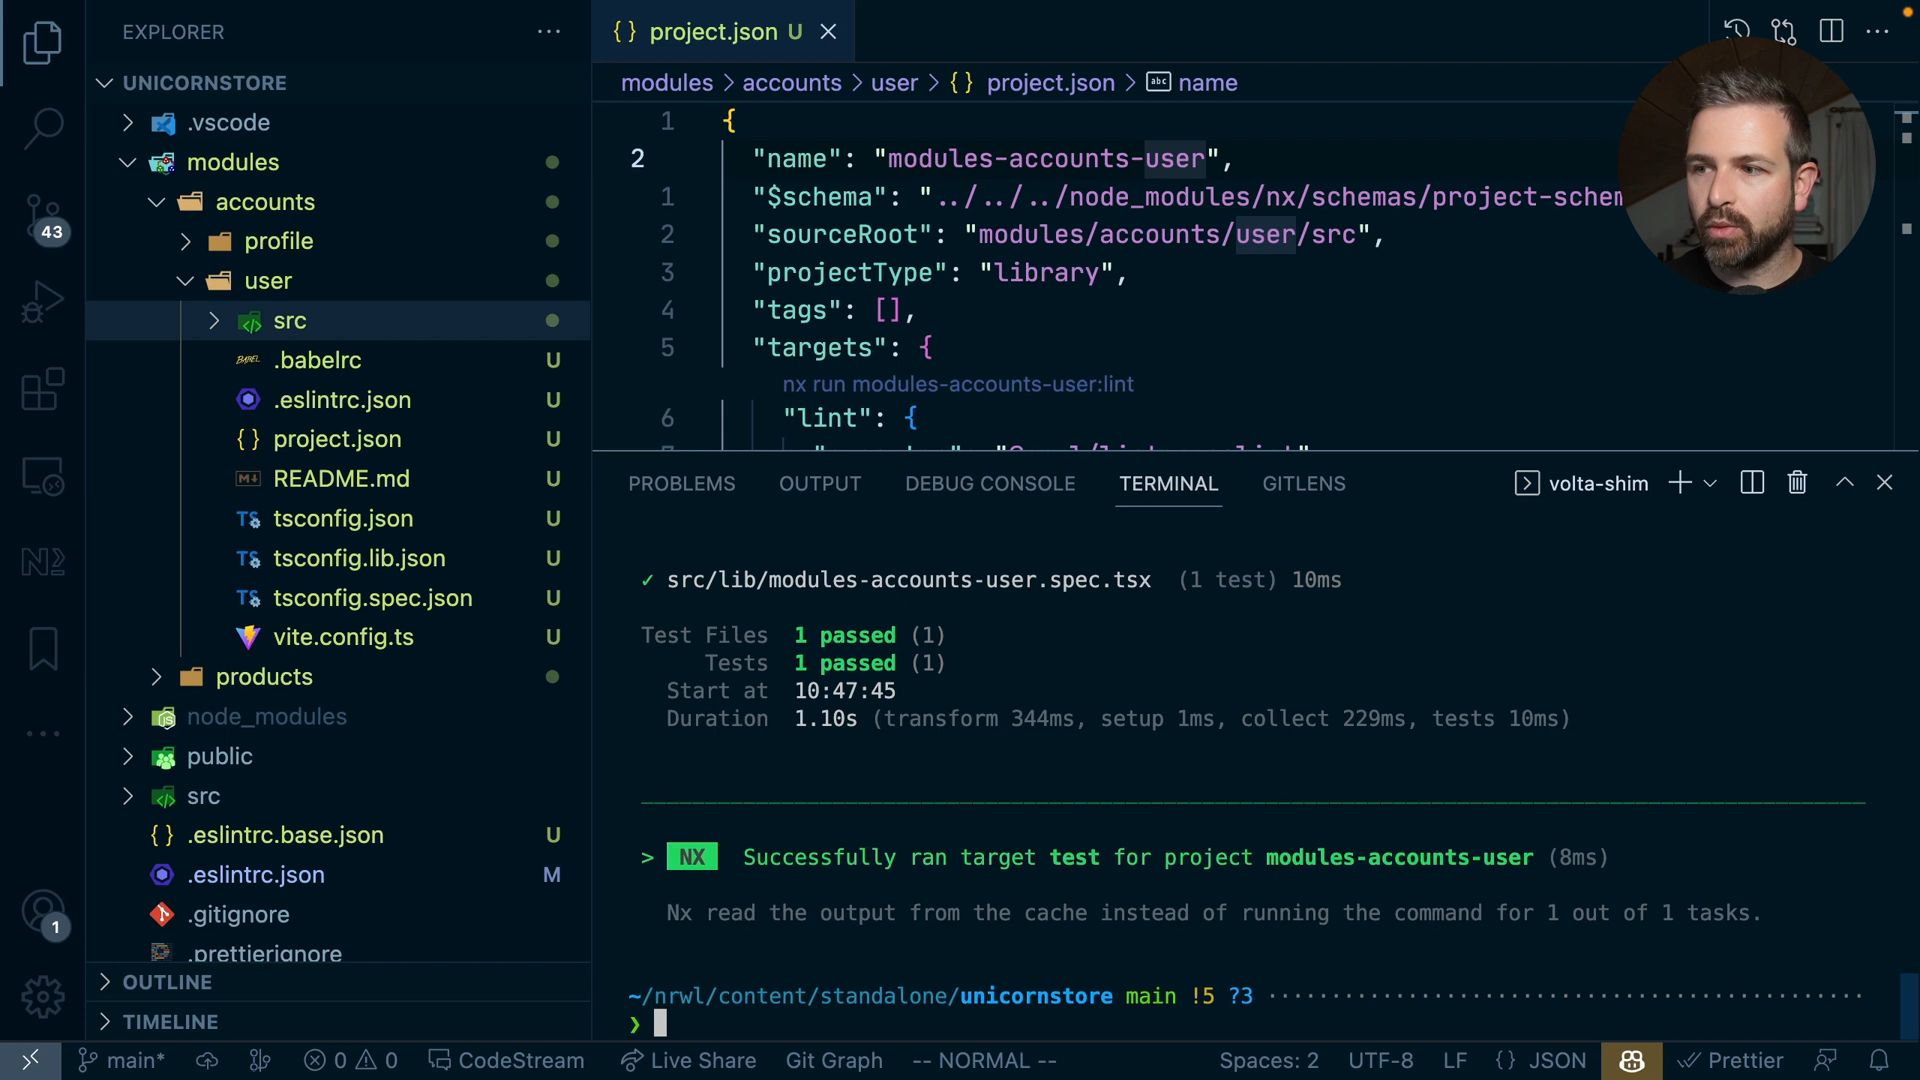 EXPLORER
UNICORNSTORE
.vscode
modules
accounts
profile
user
src
.babelrc U
.eslintrc.json U
project.json U
README.md U
tsconfig.json U
tsconfig.lib.json U
tsconfig.spec.json U
vite.config.ts U
products
node_modules
public
src
.eslintrc.base.json U
.eslintrc.json M
.gitignore
.prettierignore
OUTLINE
TIMELINE
43
1
{} project.json U
modules > accounts > user > {} project.json > abc name
1 {
2 "name": "modules-accounts-user",
1 "$schema": "../../../node_modules/nx/schemas/project-schem
2 "sourceRoot": "modules/accounts/user/src",
3 "projectType": "library",
4 "tags": [],
5 "targets": {
nx run modules-accounts-user:lint
6 "lint": {
PROBLEMS OUTPUT DEBUG CONSOLE TERMINAL GITLENS volta-shim
✓ src/lib/modules-accounts-user.spec.tsx (1 test) 10ms
Test Files 1 passed (1)
Tests 1 passed (1)
Start at 10:47:45
Duration 1.10s (transform 344ms, setup 1ms, collect 229ms, tests 10ms)
> NX Successfully ran target test for project modules-accounts-user (8ms)
Nx read the output from the cache instead of running the command for 1 out of 1 tasks.
~/nrwl/content/standalone/unicornstore main !5 ?3
❯
main* 0 0 CodeStream Live Share Git Graph -- NORMAL -- Spaces: 2 UTF-8 LF {} JSON Prettier